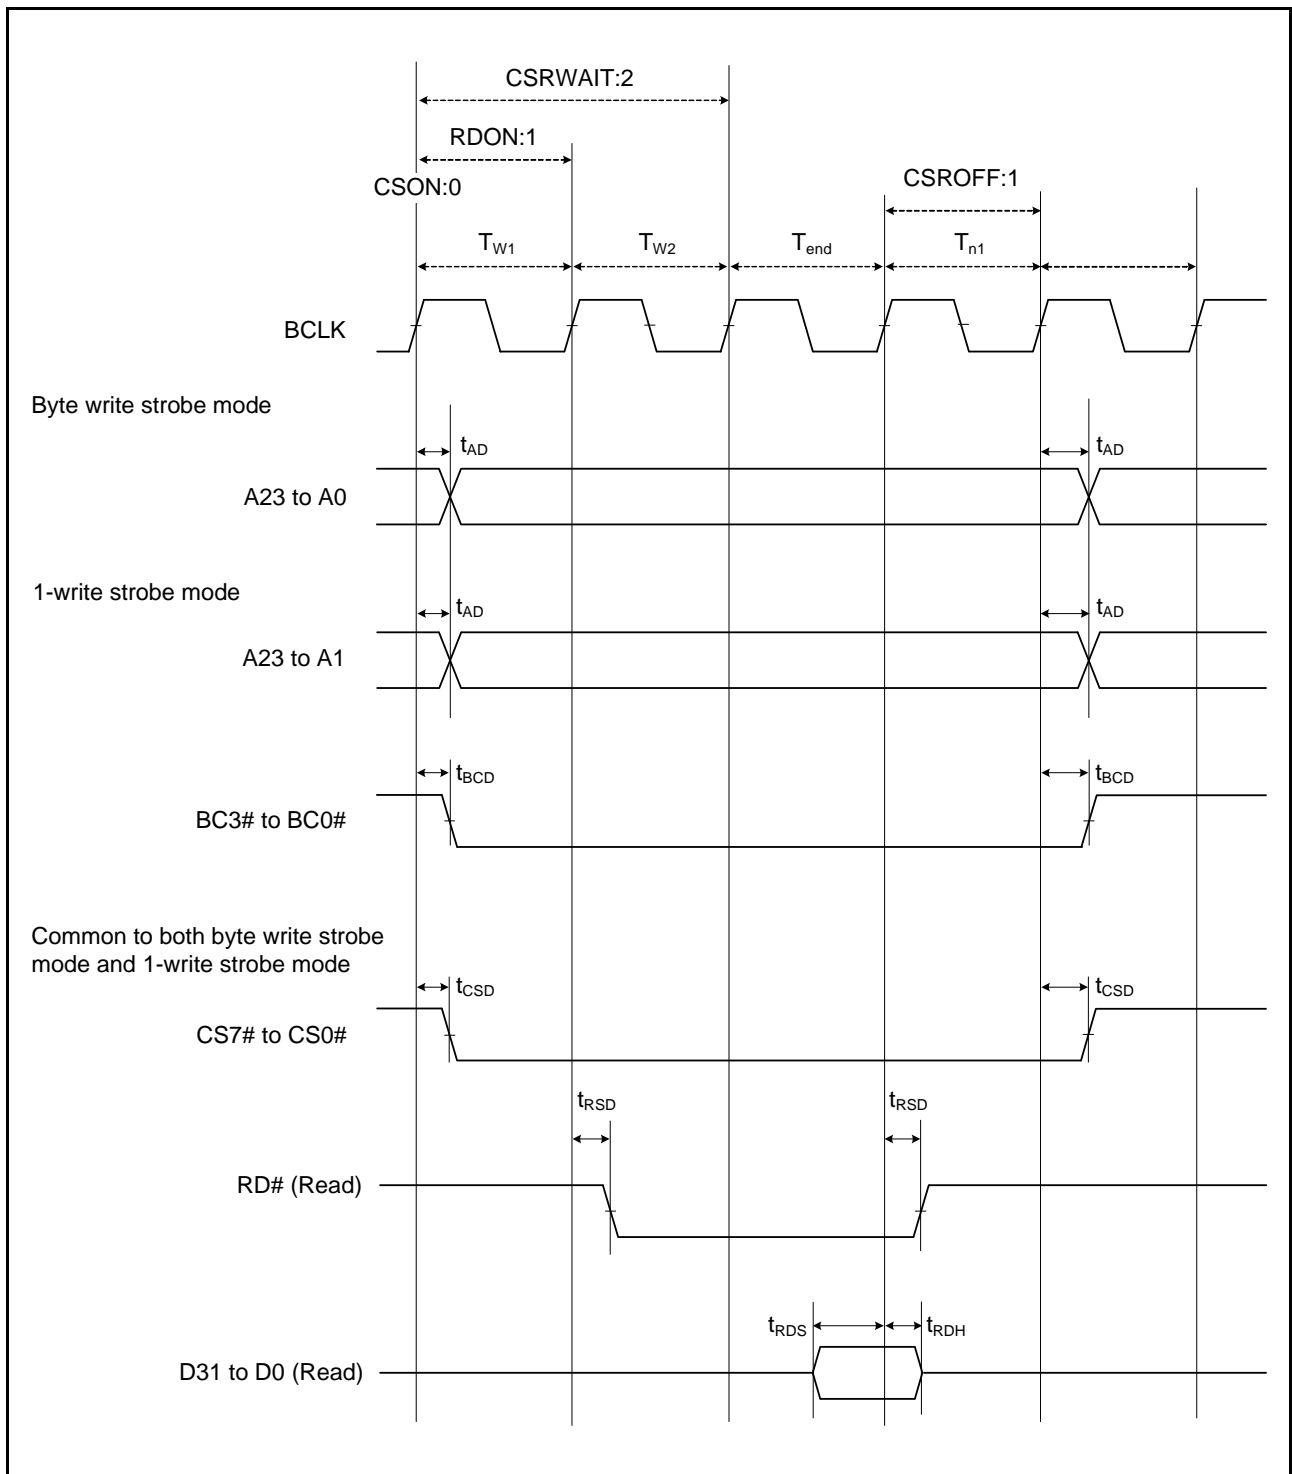 CSRWAIT:2
RDON:1
CSON:0
CSROFF:1
TW1
TW2
Tend
Tn1
BCLK
Byte write strobe mode
tAD
tAD
A23 to A0
1-write strobe mode
tAD
tAD
A23 to A1
tBCD
tBCD
BC3# to BC0#
Common to both byte write strobe
mode and 1-write strobe mode
tCSD
tCSD
CS7# to CS0#
tRSD
tRSD
RD# (Read)
tRDS
tRDH
D31 to D0 (Read)